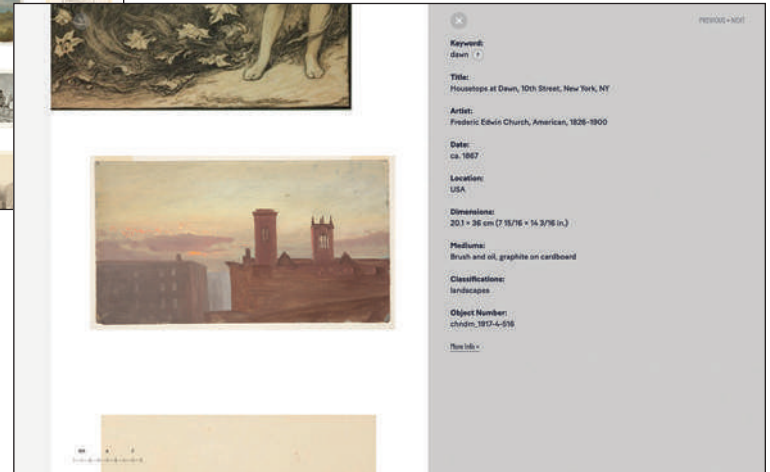 PREVIOUS • NEXT
Keyword:
dawn
Title:
Housetops at Dawn, 10th Street, New York, NY
Artist:
Frederic Edwin Church, American, 1826–1900
Date:
ca. 1867
Location:
USA
Dimensions:
20.1 × 36 cm (7 15/16 × 14 3/16 in.)
Mediums:
Brush and oil, graphite on cardboard
Classifications:
landscapes
Object Number:
chndm_1917-4-516
More Info »